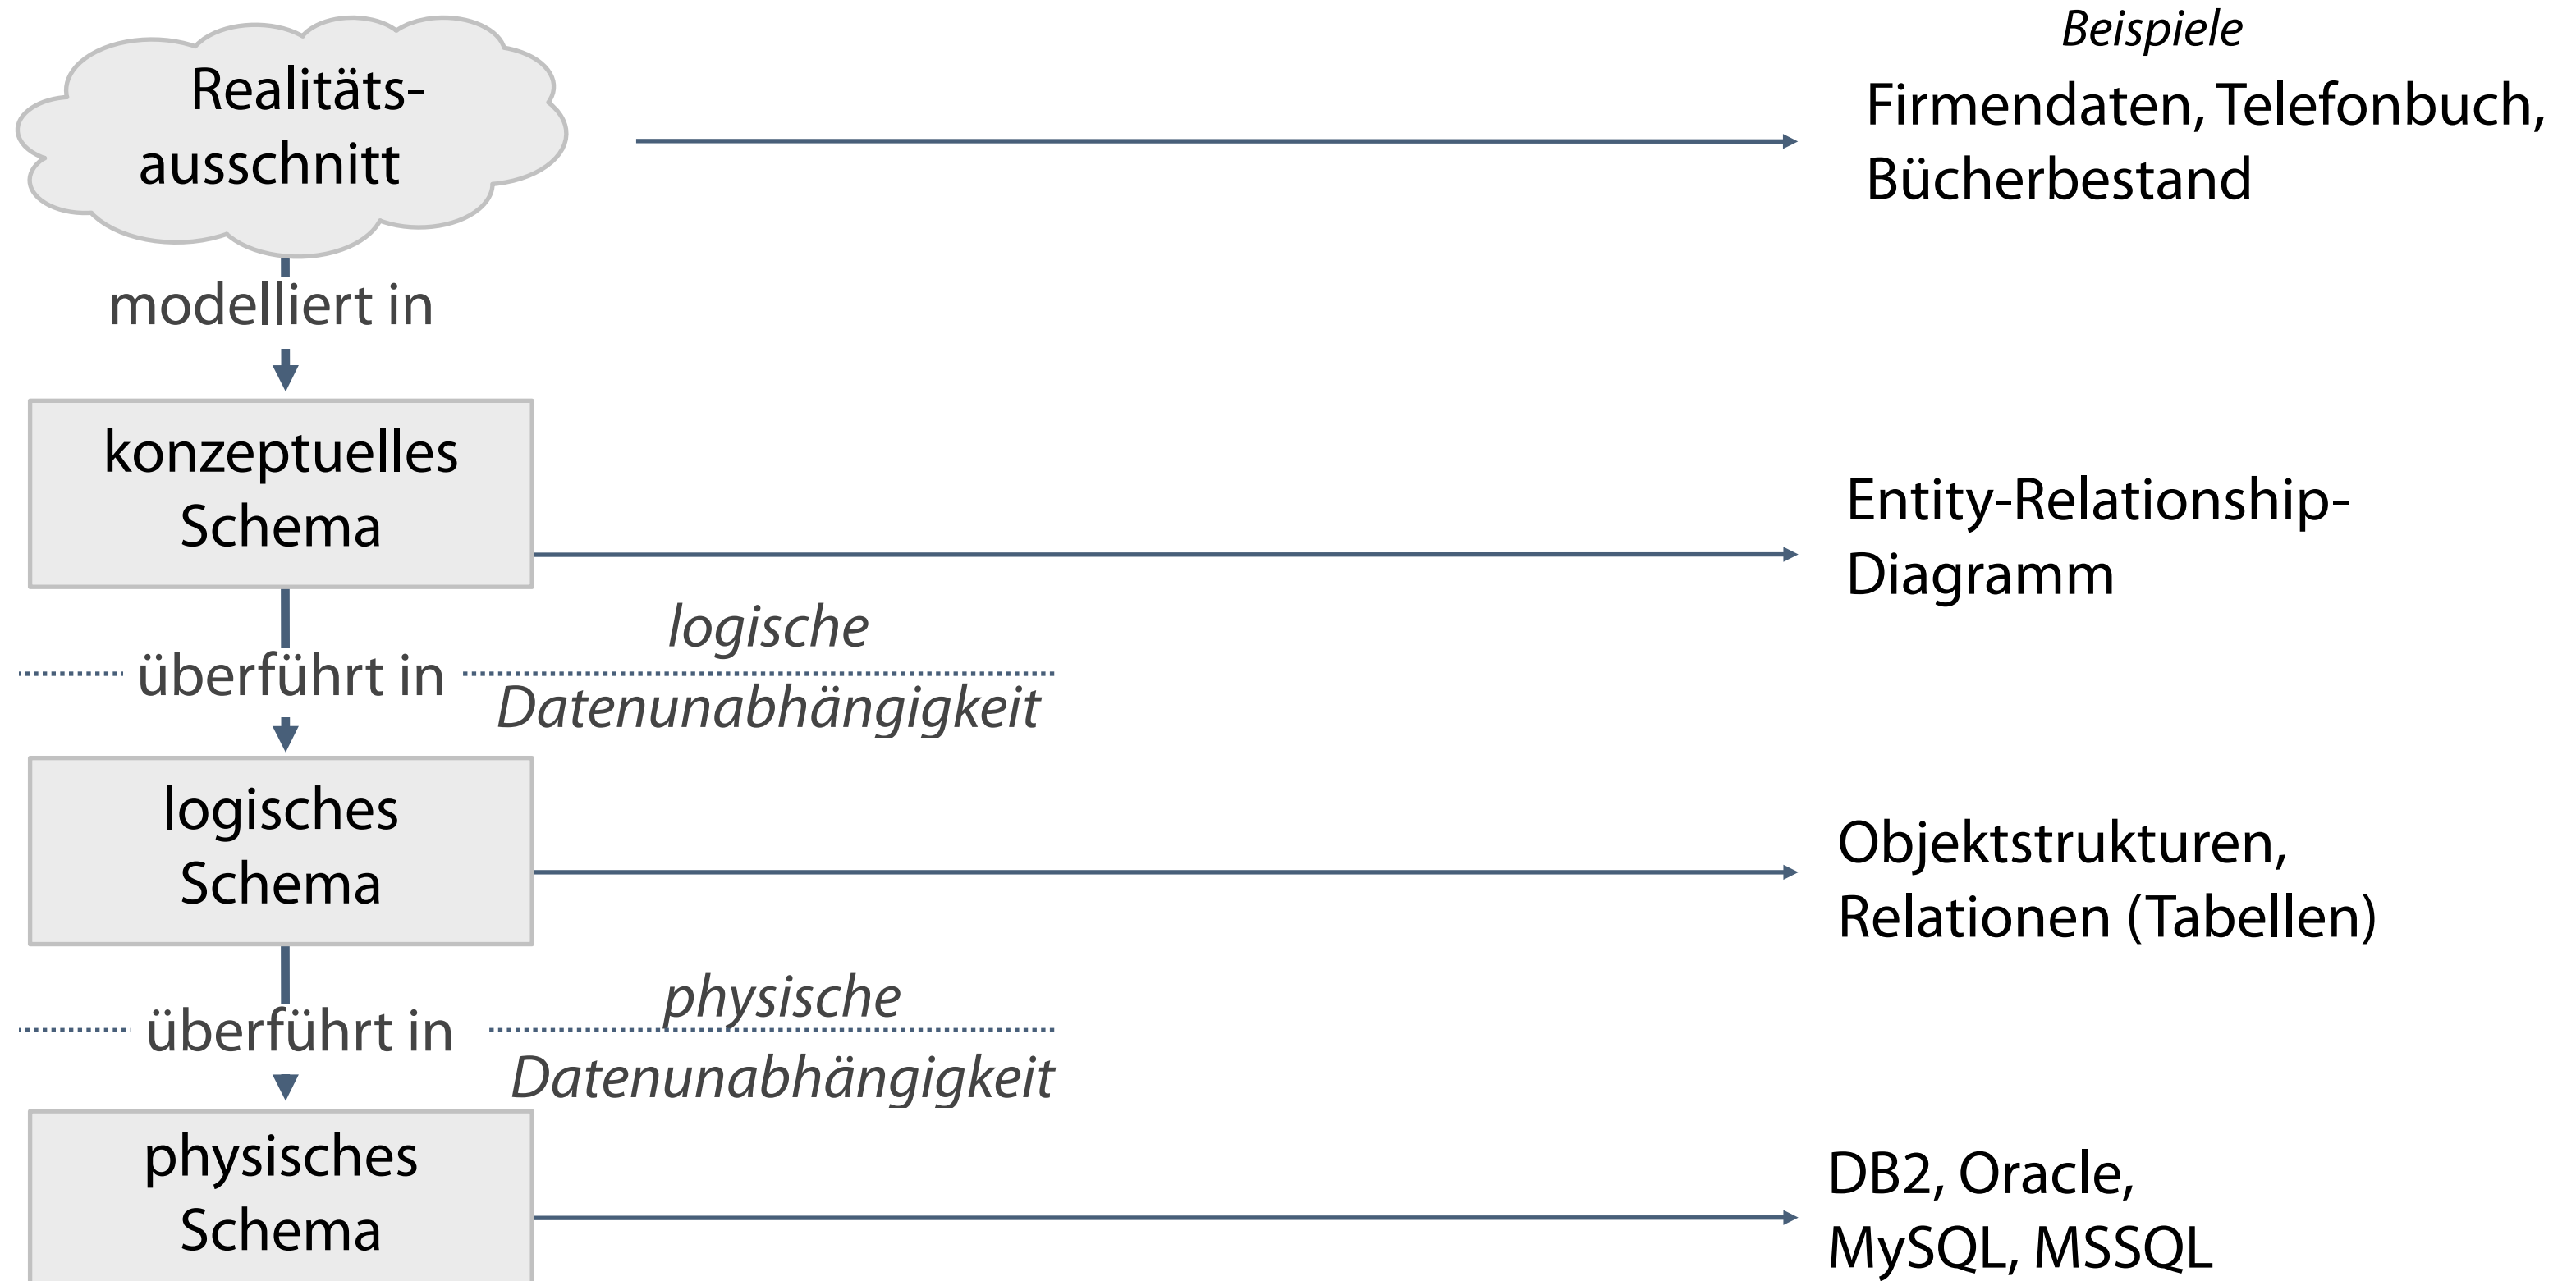 Beispiele
Realitäts-
ausschnitt
Firmendaten, Telefonbuch,
Bücherbestand
modelliert in
konzeptuelles
Schema
Entity-Relationship-
Diagramm
logische
überführt in
Datenunabhängigkeit
logisches
Schema
Objektstrukturen,
Relationen (Tabellen)
physische
überführt in
Datenunabhängigkeit
physisches
Schema
DB2, Oracle,
MySQL, MSSQL